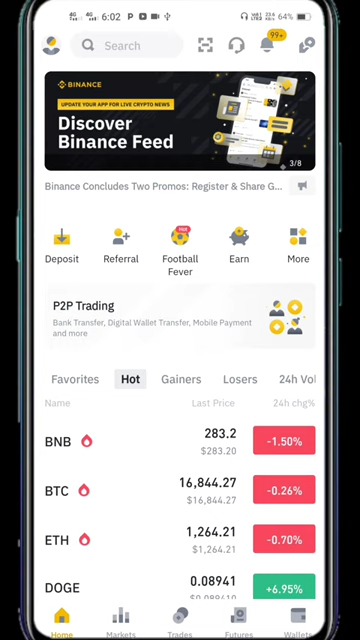 4G 4G 6:02 P 64%
99+
Search
BINANCE
UPDATE YOUR APP FOR LIVE CRYPTO NEWS
Discover
Binance Feed
3/8
Binance Concludes Two Promos: Register & Share G...
Deposit Referral Football Fever Earn More
P2P Trading
Bank Transfer, Digital Wallet Transfer, Mobile Payment
and more
Favorites Hot Gainers Losers 24h Vol
Name Last Price 24h chg%
BNB 283.2 -1.50%
$283.20
BTC 16,844.27 -0.26%
$16,844.27
ETH 1,264.21 -0.70%
$1,264.21
DOGE 0.08941 +6.95%
Home Markets Trades Futures Wallets